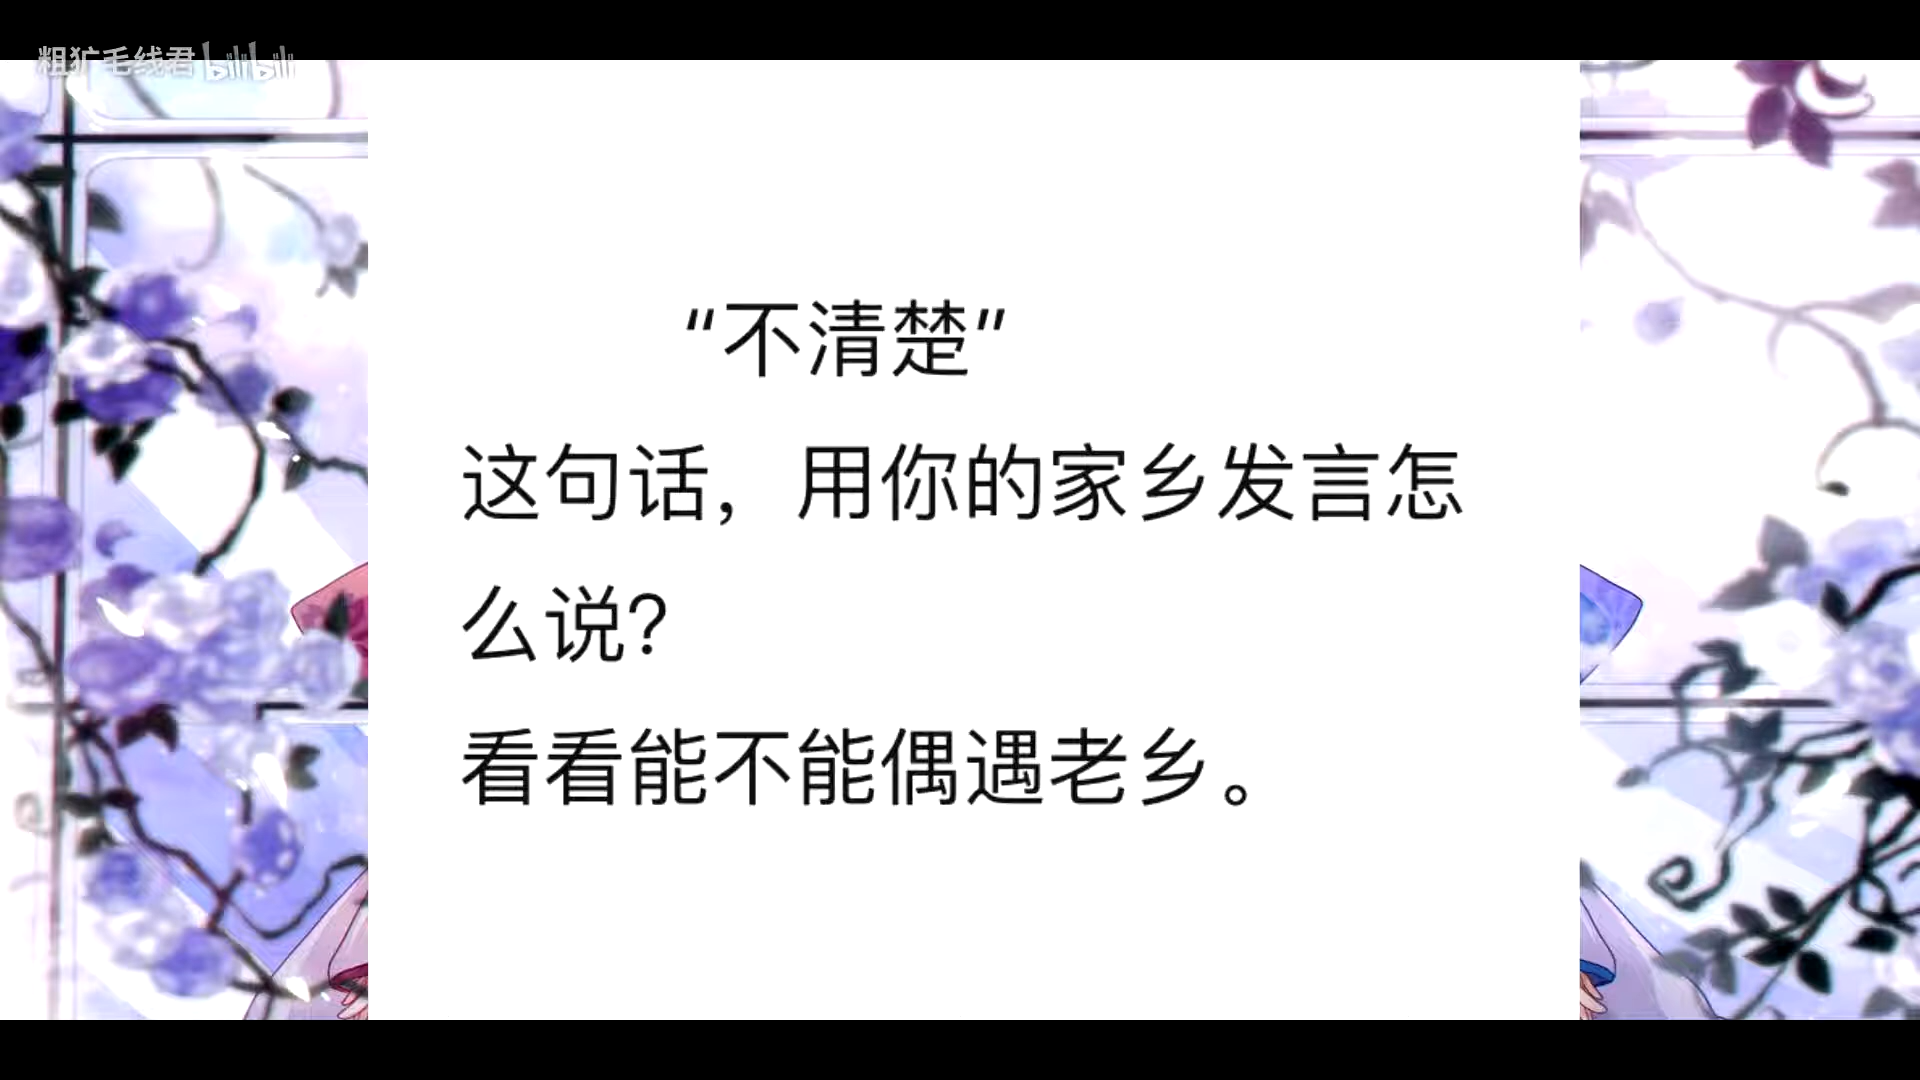 粗犷毛线君 bilibili
“不清楚”
这句话，用你的家乡发言怎
么说？
看看能不能偶遇老乡。